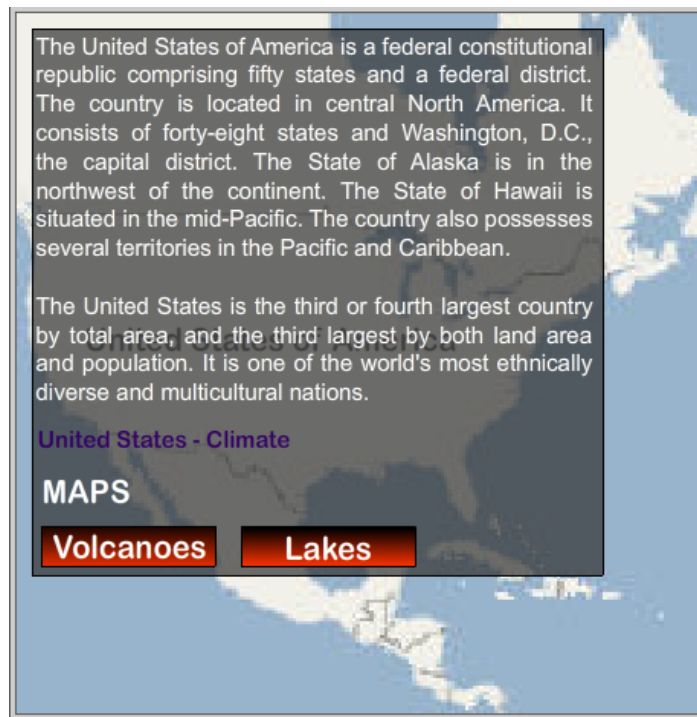 The United States of America is a federal constitutional
republic comprising fifty states and a federal district.
The country is located in central North America. It
consists of forty-eight states and Washington, D.C.,
the capital district. The State of Alaska is in the
northwest of the continent. The State of Hawaii is
situated in the mid-Pacific. The country also possesses
several territories in the Pacific and Caribbean.
The United States is the third or fourth largest country
by total area, and the third largest by both land area
United States of America
and population. It is one of the world's most ethnically
diverse and multicultural nations.
United States - Climate
MAPS
Volcanoes
Lakes